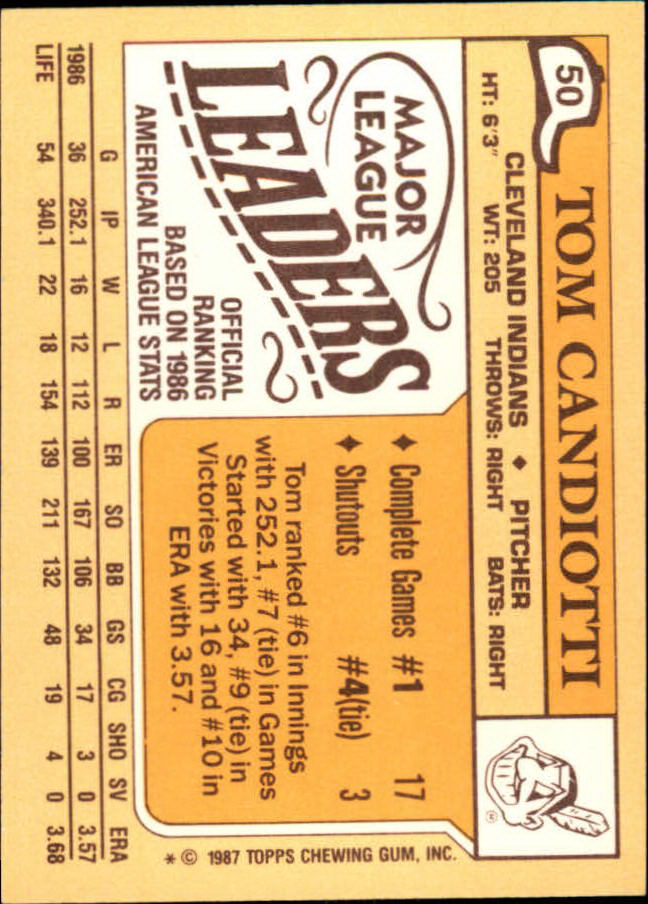 50
TOM CANDIOTTI
CLEVELAND INDIANS ♦ PITCHER
HT: 6'3" WT: 205 THROWS: RIGHT BATS: RIGHT
MAJOR
LEAGUE
LEADERS
OFFICIAL
RANKING
BASED ON 1986
AMERICAN LEAGUE STATS
♦ Complete Games #1 17
♦ Shutouts #4(tie) 3
Tom ranked #6 in Innings
with 252.1, #7 (tie) in Games
Started with 34, #9 (tie) in
Victories with 16 and #10 in
ERA with 3.57.
G IP W L R ER SO BB GS CG SHO SV ERA
1986 36 252.1 16 12 112 100 167 106 34 17 3 0 3.57
LIFE 54 340.1 22 18 154 139 211 132 48 19 4 0 3.68
* © 1987 TOPPS CHEWING GUM, INC.